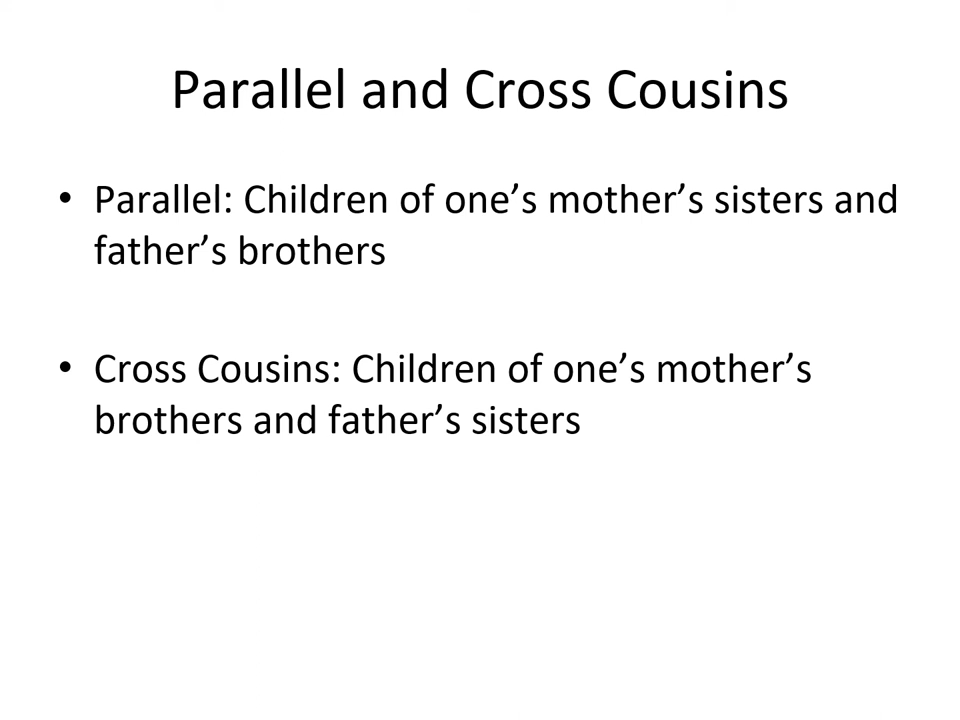 Parallel and Cross Cousins
• Parallel: Children of one’s mother’s sisters and
father’s brothers
• Cross Cousins: Children of one’s mother’s
brothers and father’s sisters